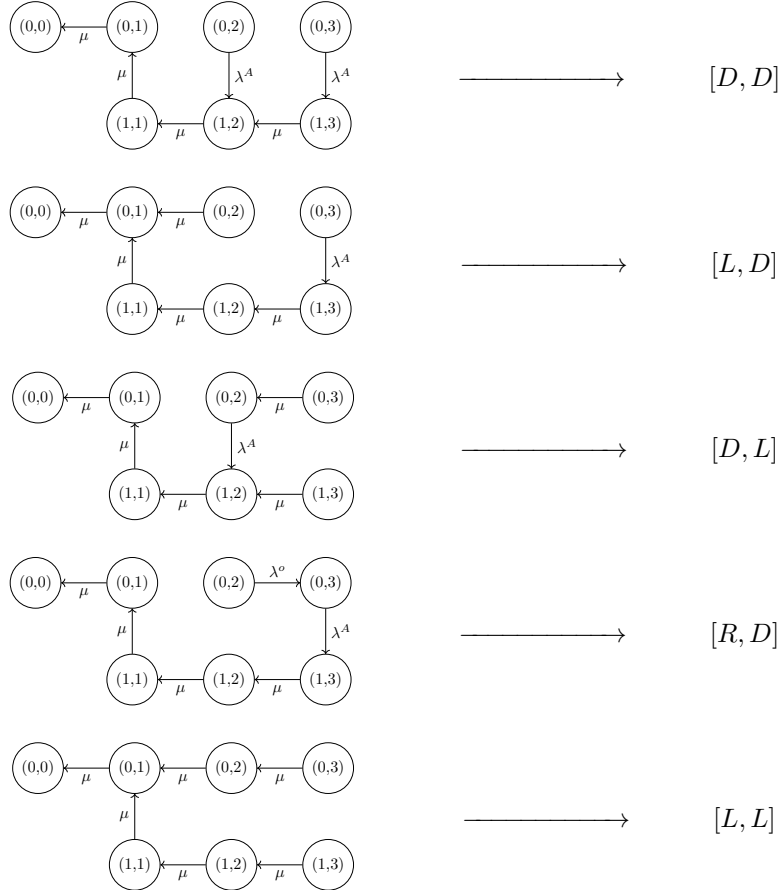 (0,0) (0,1) (0,2) (0,3)
μ
μ λ^A λ^A [D, D]
(1,1) (1,2) (1,3)
μ μ
(0,0) (0,1) (0,2) (0,3)
μ μ
μ λ^A [L, D]
(1,1) (1,2) (1,3)
μ μ
(0,0) (0,1) (0,2) (0,3)
μ μ
μ λ^A [D, L]
(1,1) (1,2) (1,3)
μ μ
λ^o
(0,0) (0,1) (0,2) (0,3)
μ
μ λ^A [R, D]
(1,1) (1,2) (1,3)
μ μ
(0,0) (0,1) (0,2) (0,3)
μ μ μ
μ [L, L]
(1,1) (1,2) (1,3)
μ μ